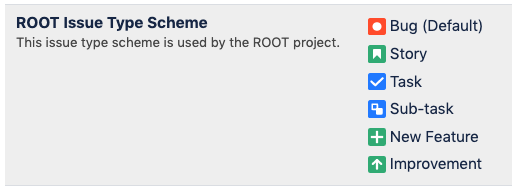 ROOT Issue Type Scheme
This issue type scheme is used by the ROOT project.
Bug (Default)
Story
Task
Sub-task
New Feature
Improvement